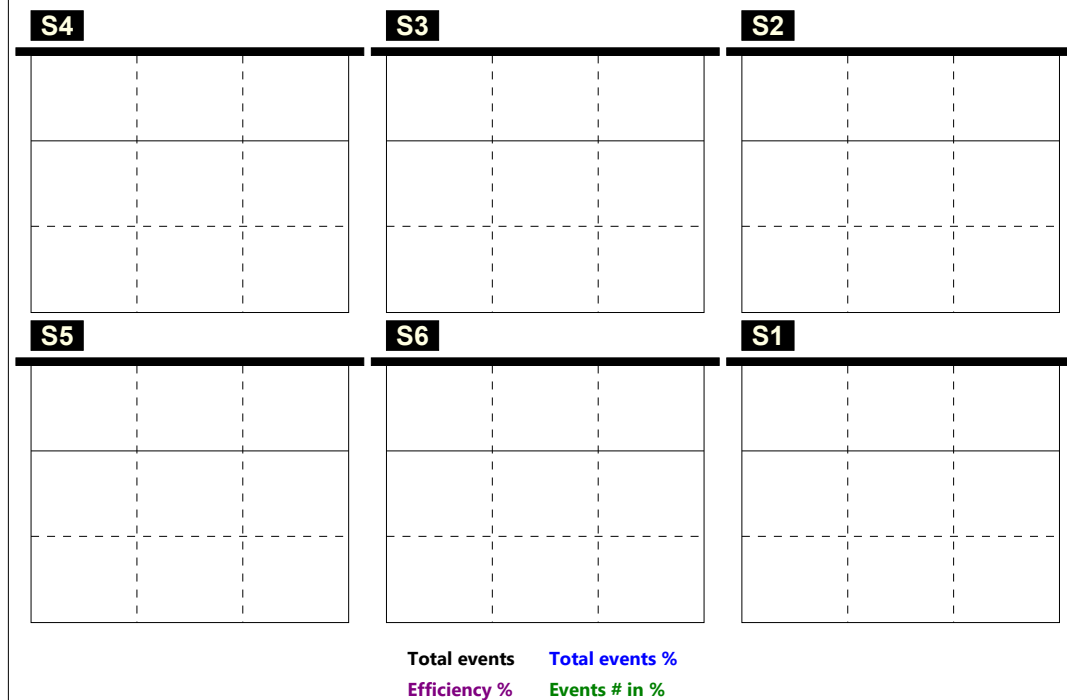 S4 S3 S2
S5 S6 S1
Total events Total events %
Efficiency % Events # in %